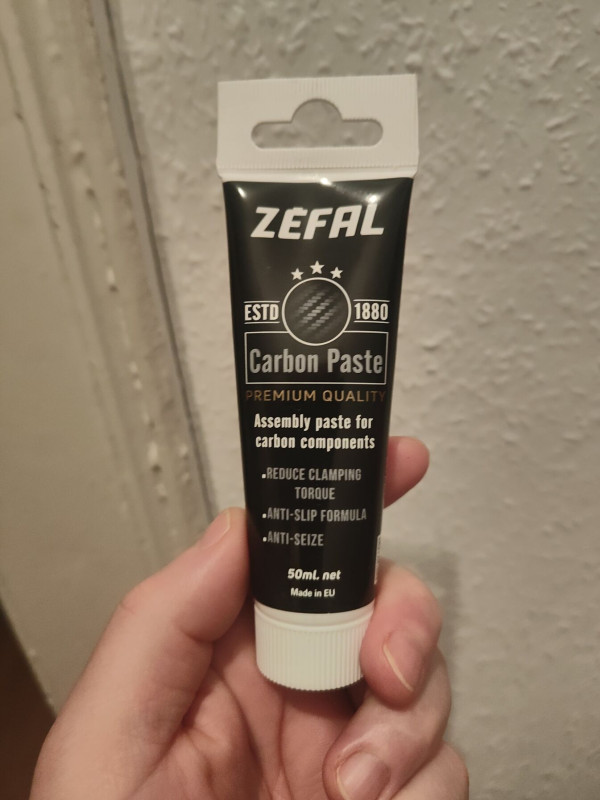 ZÉFAL
ESTD 1880
Carbon Paste
PREMIUM QUALITY
Assembly paste for
carbon components
.REDUCE CLAMPING
TORQUE
.ANTI-SLIP FORMULA
.ANTI-SEIZE
50mL net
Made in EU